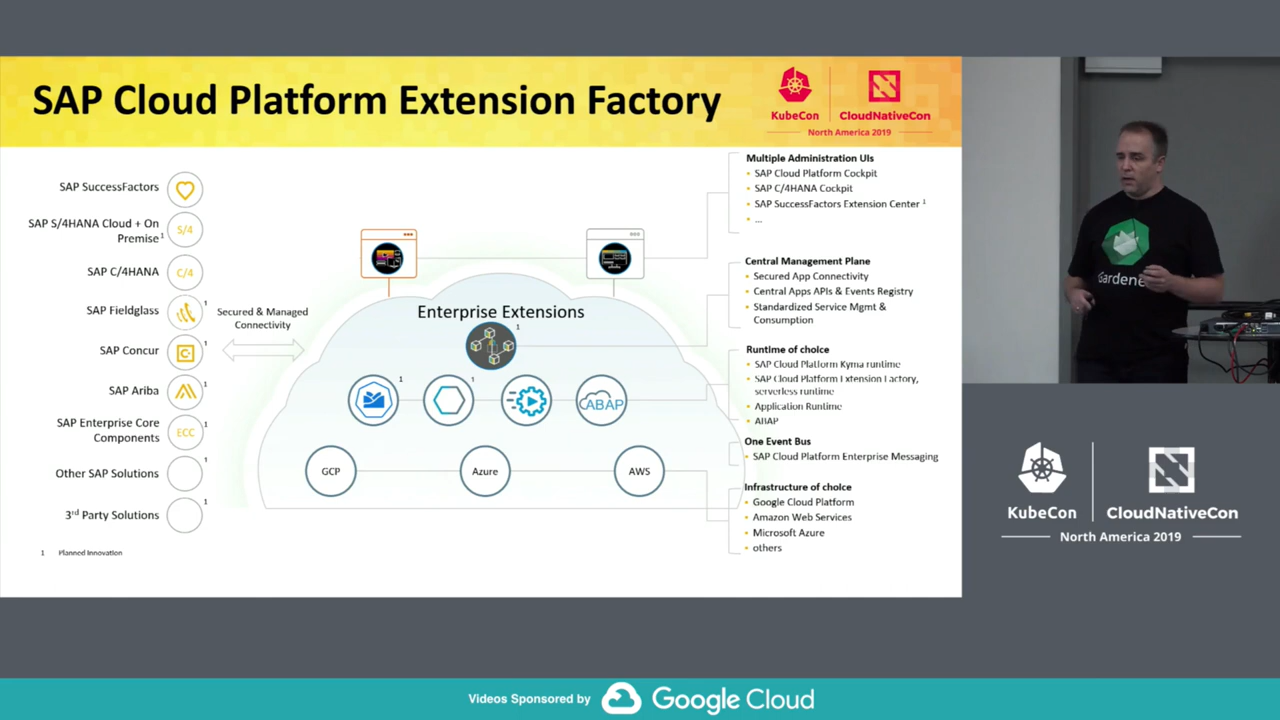 SAP Cloud Platform Extension Factory
KubeCon
CloudNativeCon
North America 2019
SAP SuccessFactors
SAP S/4HANA Cloud + On
Premise 1
S/4
SAP C/4HANA
C/4
SAP Fieldglass
1
SAP Concur
1
SAP Ariba
1
SAP Enterprise Core
Components
ECC
1
Other SAP Solutions
1
3rd Party Solutions
1
1 Planned Innovation
Secured & Managed
Connectivity
Enterprise Extensions
1
1
1
ABAP
GCP
Azure
AWS
Multiple Administration UIs
• SAP Cloud Platform Cockpit
• SAP C/4HANA Cockpit
• SAP SuccessFactors Extension Center 1
• ...
Central Management Plane
• Secured App Connectivity
• Central Apps APIs & Events Registry
• Standardized Service Mgmt &
Consumption
Runtime of choice
• SAP Cloud Platform Kyma runtime
• SAP Cloud Platform Extension Factory,
serverless runtime
• Application Runtime
• ABAP
One Event Bus
• SAP Cloud Platform Enterprise Messaging
Infrastructure of choice
• Google Cloud Platform
• Amazon Web Services
• Microsoft Azure
• others
Gardene
KubeCon
CloudNativeCon
North America 2019
Videos Sponsored by
Google Cloud